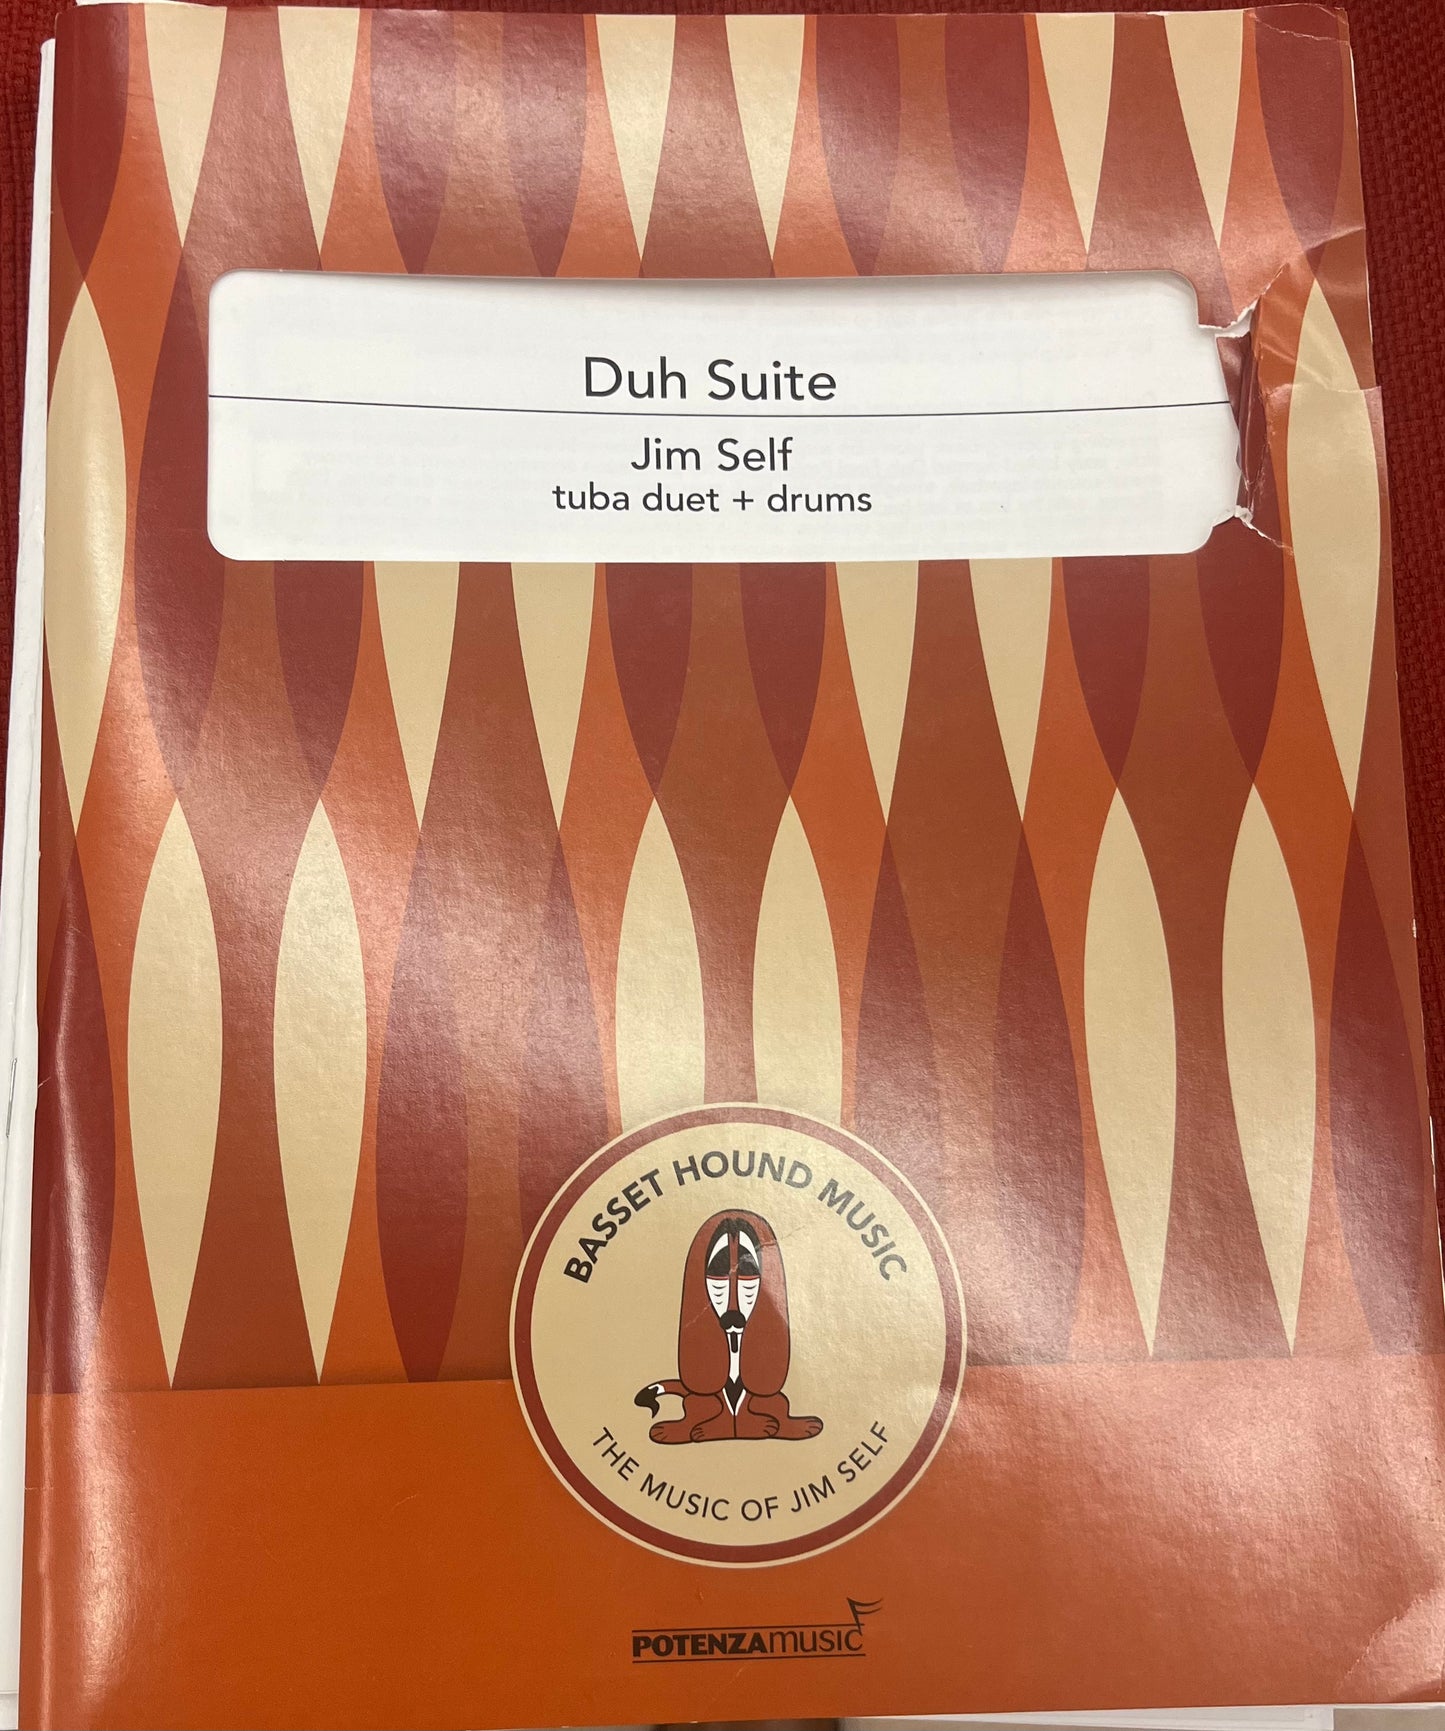 Duh Suite
Jim Self
tuba duet + drums
BASSET HOUND MUSIC
THE MUSIC OF JIM SELF
POTENZAMUSIC